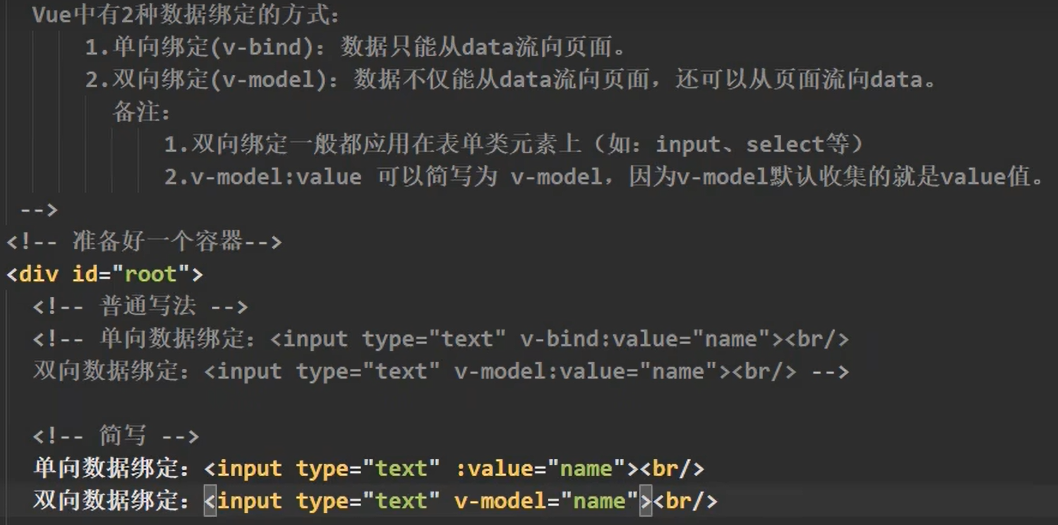 Vue中有2种数据绑定的方式：
1.单向绑定(v-bind)：数据只能从data流向页面。
2.双向绑定(v-model)：数据不仅能从data流向页面，还可以从页面流向data。
备注：
1.双向绑定一般都应用在表单类元素上（如：input、select等）
2.v-model:value 可以简写为 v-model，因为v-model默认收集的就是value值。
-->
<!-- 准备好一个容器-->
<div id="root">
<!-- 普通写法 -->
<!-- 单向数据绑定：<input type="text" v-bind:value="name"><br/>
双向数据绑定：<input type="text" v-model:value="name"><br/> -->
<!-- 简写 -->
单向数据绑定：<input type="text" :value="name"><br/>
双向数据绑定：<input type="text" v-model="name"><br/>